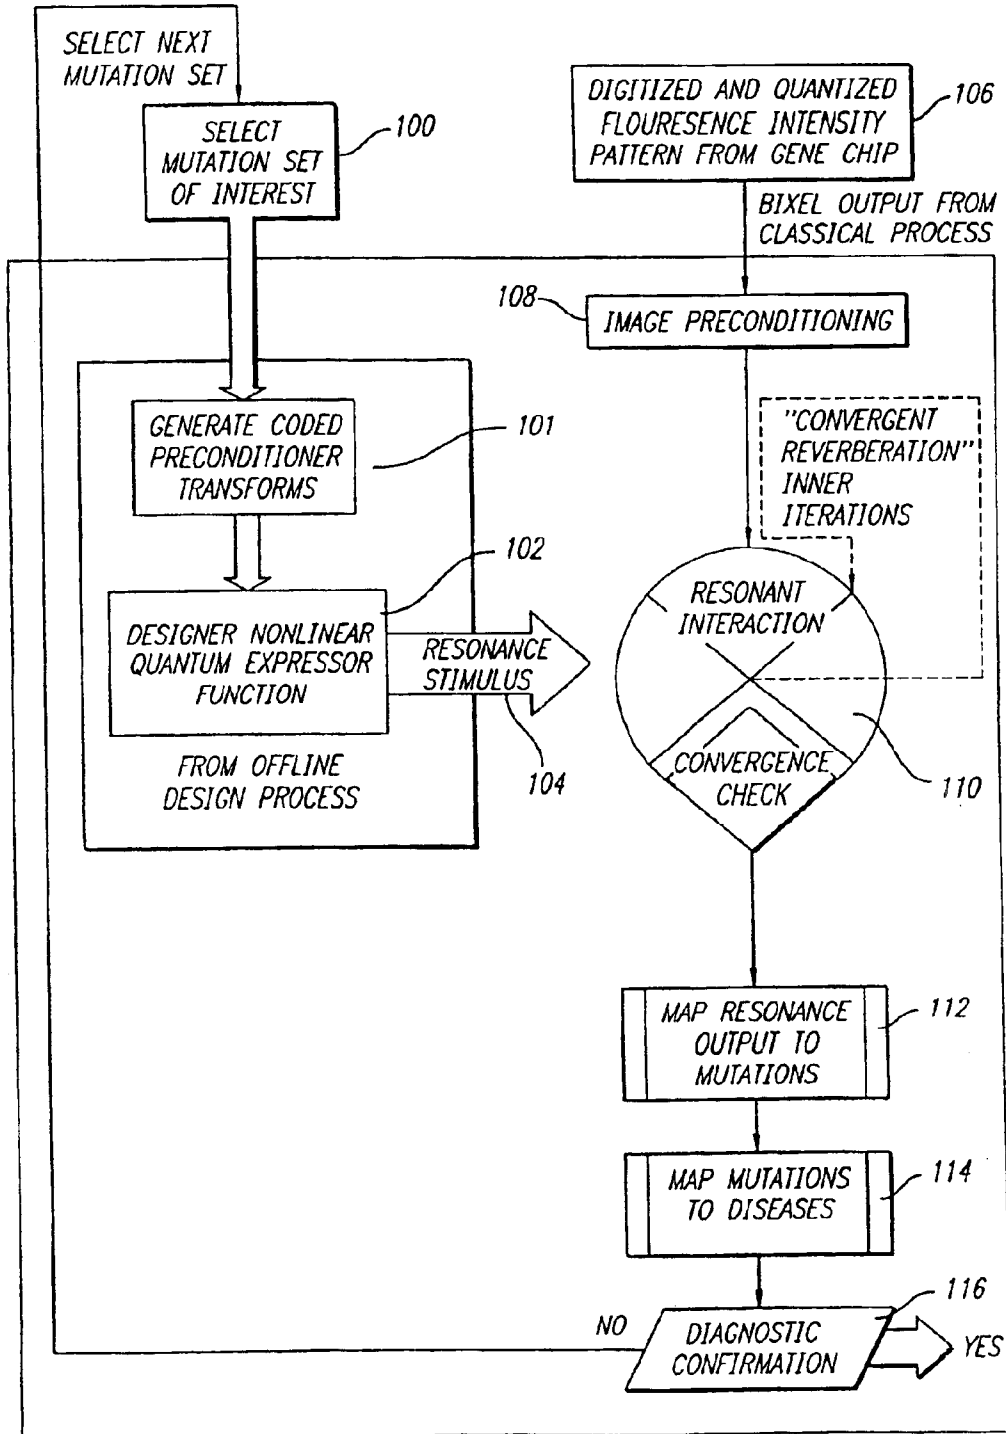 SELECT NEXT
MUTATION SET
SELECT
MUTATION SET
OF INTEREST
100
DIGITIZED AND QUANTIZED
FLOURESENCE INTENSITY
PATTERN FROM GENE CHIP
106
BIXEL OUTPUT FROM
CLASSICAL PROCESS
108
IMAGE PRECONDITIONING
GENERATE CODED
PRECONDITIONER
TRANSFORMS
101
"CONVERGENT
REVERBERATION"
INNER
ITERATIONS
102
DESIGNER NONLINEAR
QUANTUM EXPRESSOR
FUNCTION
RESONANCE
STIMULUS
104
FROM OFFLINE
DESIGN PROCESS
RESONANT
INTERACTION
CONVERGENCE
CHECK
110
MAP RESONANCE
OUTPUT TO
MUTATIONS
112
MAP MUTATIONS
TO DISEASES
114
NO
DIAGNOSTIC
CONFIRMATION
116
YES